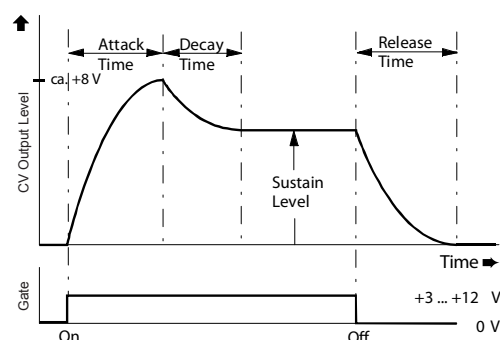 Attack Time
Decay Time
Release Time
ca. +8 V
CV Output Level
Sustain
Level
Time
Gate
+3 ... +12 V
0 V
On
Off